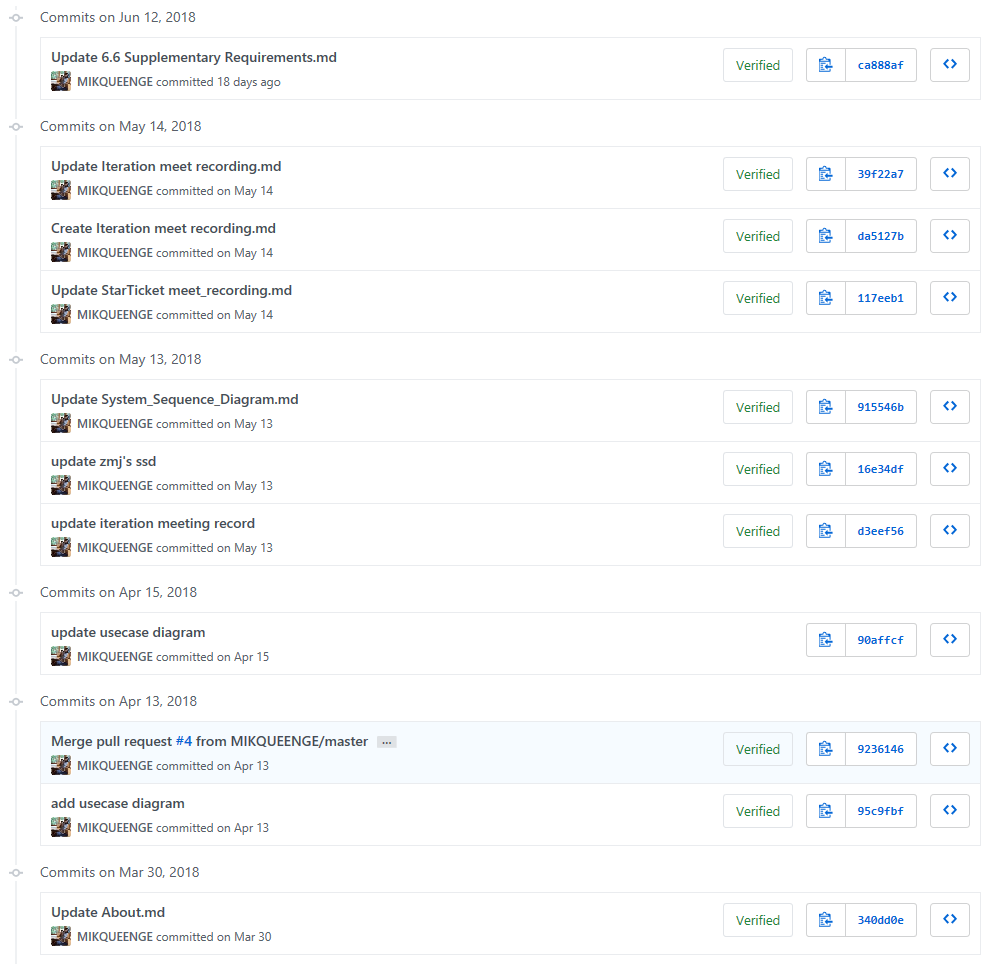 Commits on Jun 12, 2018
Update 6.6 Supplementary Requirements.md
Verified
ca888af
MIKQUEENGE committed 18 days ago
Commits on May 14, 2018
Update Iteration meet recording.md
Verified
39f22a7
MIKQUEENGE committed on May 14
Create Iteration meet recording.md
Verified
da5127b
MIKQUEENGE committed on May 14
Update StarTicket meet_recording.md
Verified
117eeb1
MIKQUEENGE committed on May 14
Commits on May 13, 2018
Update System_Sequence_Diagram.md
Verified
915546b
MIKQUEENGE committed on May 13
update zmj's ssd
Verified
16e34df
MIKQUEENGE committed on May 13
update iteration meeting record
Verified
d3eef56
MIKQUEENGE committed on May 13
Commits on Apr 15, 2018
update usecase diagram
90affcf
MIKQUEENGE committed on Apr 15
Commits on Apr 13, 2018
Merge pull request #4 from MIKQUEENGE/master ...
Verified
9236146
MIKQUEENGE committed on Apr 13
add usecase diagram
Verified
95c9fbf
MIKQUEENGE committed on Apr 13
Commits on Mar 30, 2018
Update About.md
Verified
340dd0e
MIKQUEENGE committed on Mar 30